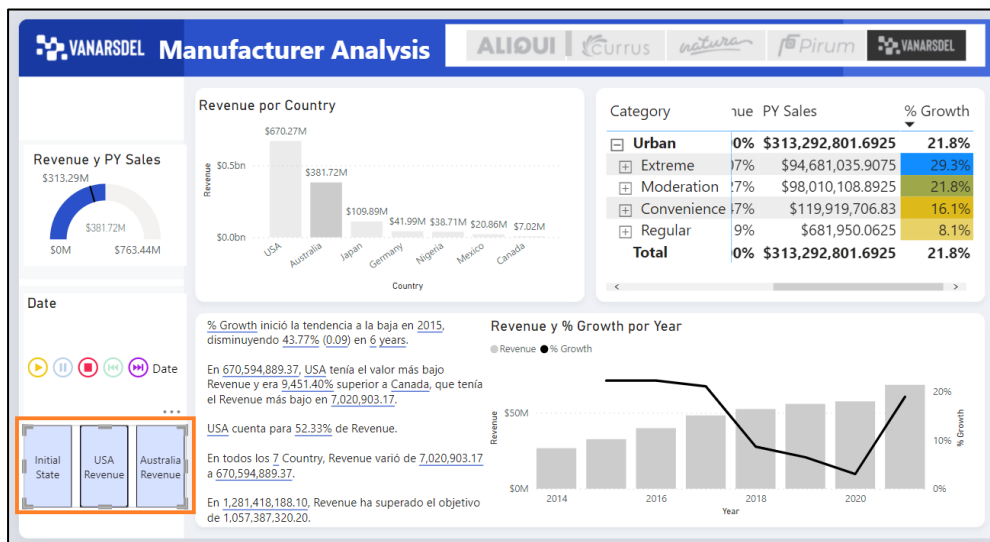 VANARSDEL Manufacturer Analysis
ALIQUI Currus natura Pirum VANARSDEL
Revenue y PY Sales
$313.29M
$381.72M
$0M $763.44M
Date
Date
Initial State
USA Revenue
Australia Revenue
Revenue por Country
Revenue
$0.5bn
$0.0bn
$670.27M
$381.72M
$109.89M
$41.99M
$38.71M
$20.86M
$7.02M
USA
Australia
Japan
Germany
Nigeria
Mexico
Canada
Country
Category nue PY Sales % Growth
Urban 0% $313,292,801.6925 21.8%
Extreme 7% $94,681,035.9075 29.3%
Moderation 7% $98,010,108.8925 21.8%
Convenience 47% $119,919,706.83 16.1%
Regular 9% $681,950.0625 8.1%
Total 0% $313,292,801.6925 21.8%
% Growth inició la tendencia a la baja en 2015,
disminuyendo 43.77% (0.09) en 6 years.
En 670,594,889.37, USA tenía el valor más bajo
Revenue y era 9,451.40% superior a Canada, que tenía
el Revenue más bajo en 7,020,903.17.
USA cuenta para 52.33% de Revenue.
En todos los 7 Country, Revenue varió de 7,020,903.17
a 670,594,889.37.
En 1,281,418,188.10, Revenue ha superado el objetivo
de 1,057,387,320.20.
Revenue y % Growth por Year
Revenue % Growth
Revenue
$50M
$0M
2014 2016 2018 2020
Year
20%
10%
0%
% Growth